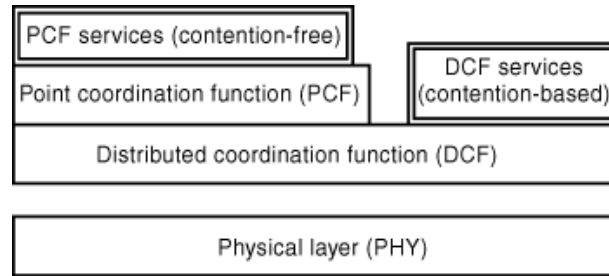 PCF services (contention-free)
Point coordination function (PCF)
DCF services
(contention-based)
Distributed coordination function (DCF)
Physical layer (PHY)